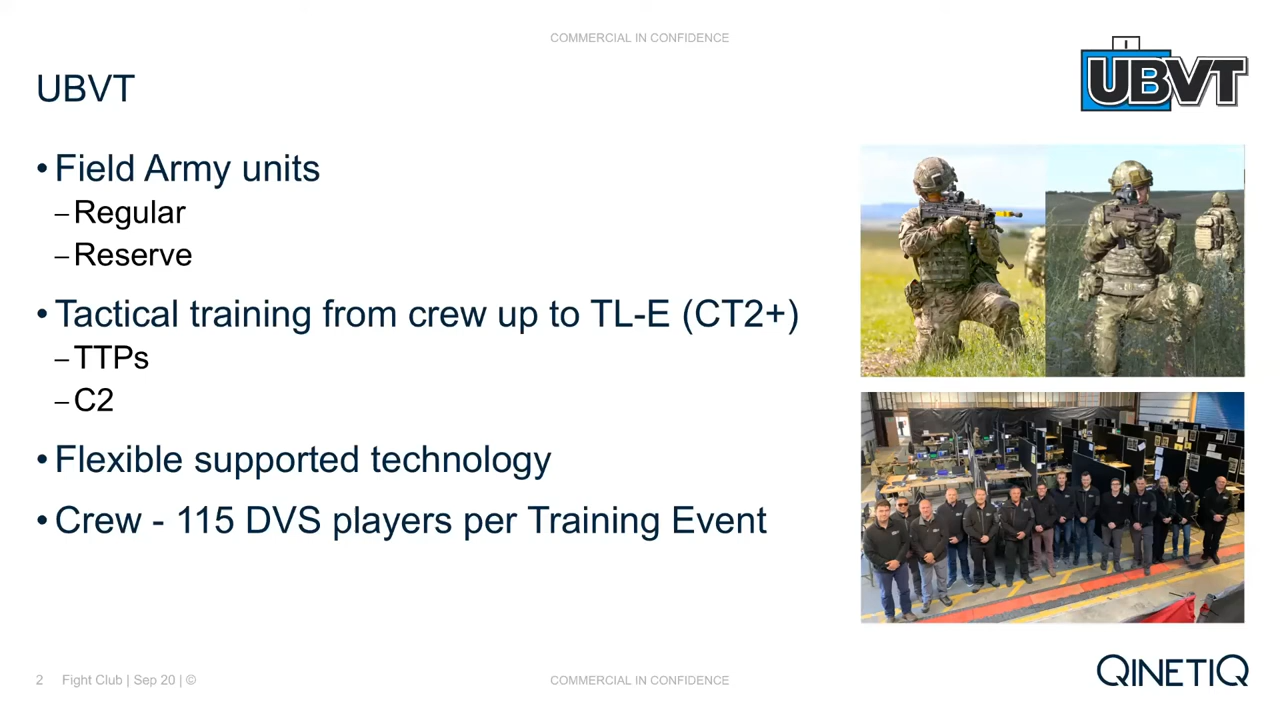 COMMERCIAL IN CONFIDENCE
UBVT
UBVT
• Field Army units
– Regular
– Reserve
• Tactical training from crew up to TL-E (CT2+)
– TTPs
– C2
• Flexible supported technology
• Crew - 115 DVS players per Training Event
2 Fight Club | Sep 20 | ©
COMMERCIAL IN CONFIDENCE
QINETIQ